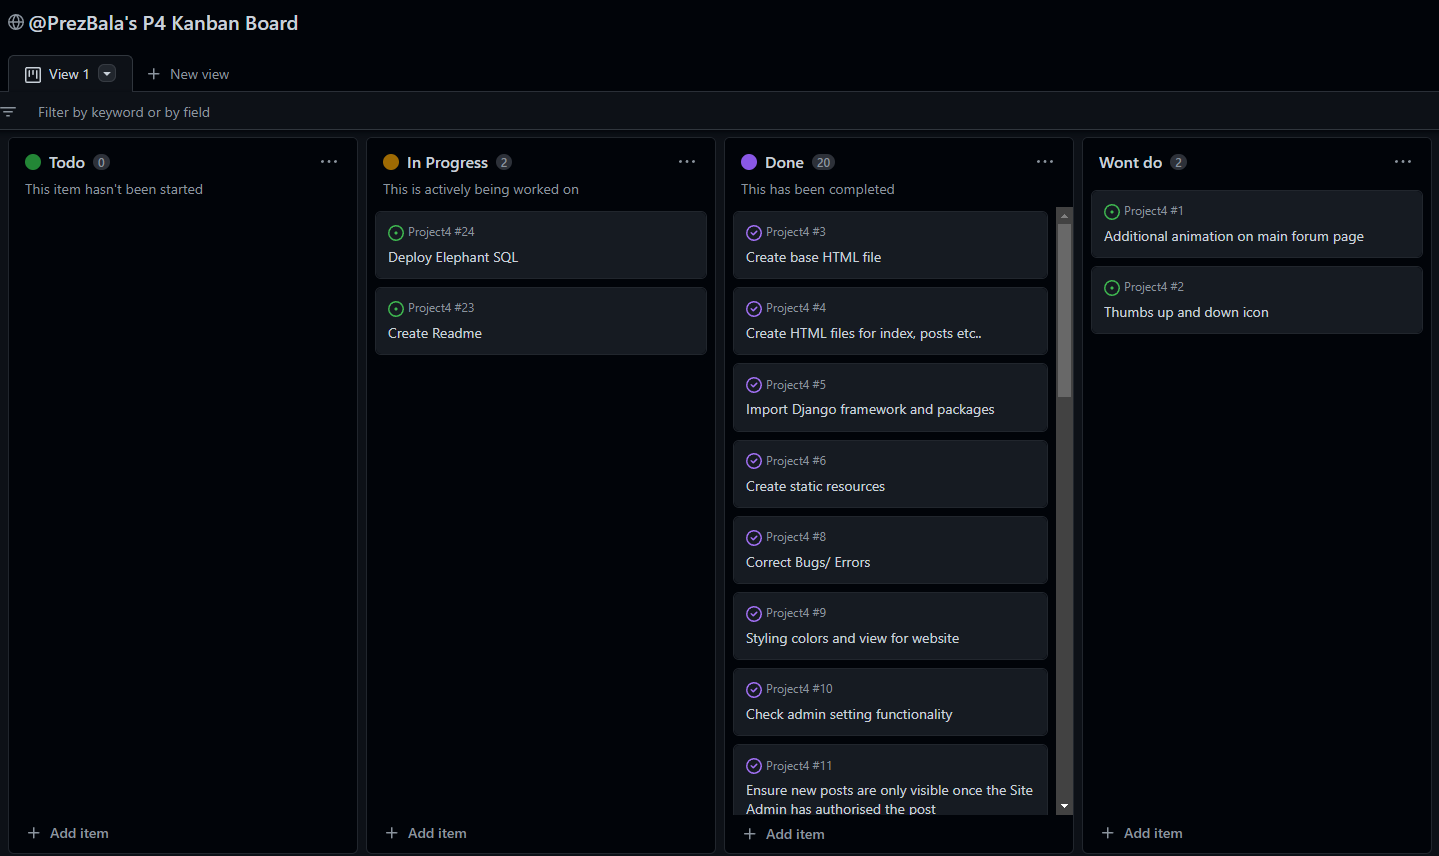 @PrezBala's P4 Kanban Board
View 1
New view
Filter by keyword or by field
Todo 0
This item hasn't been started
Add item
In Progress 2
This is actively being worked on
Project4 #24
Deploy Elephant SQL
Project4 #23
Create Readme
Add item
Done 20
This has been completed
Project4 #3
Create base HTML file
Project4 #4
Create HTML files for index, posts etc..
Project4 #5
Import Django framework and packages
Project4 #6
Create static resources
Project4 #8
Correct Bugs/ Errors
Project4 #9
Styling colors and view for website
Project4 #10
Check admin setting functionality
Project4 #11
Ensure new posts are only visible once the Site
Admin has authorised the post
Add item
Wont do 2
Project4 #1
Additional animation on main forum page
Project4 #2
Thumbs up and down icon
Add item